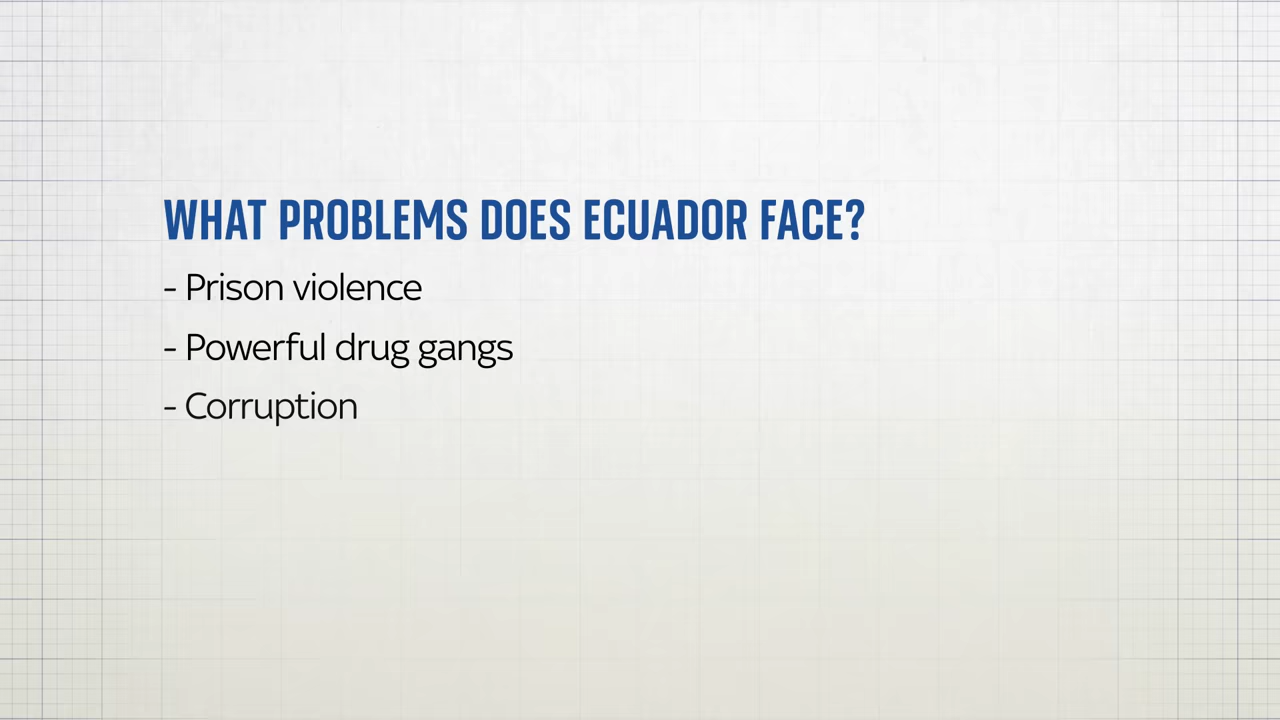 WHAT PROBLEMS DOES ECUADOR FACE?
- Prison violence
- Powerful drug gangs
- Corruption